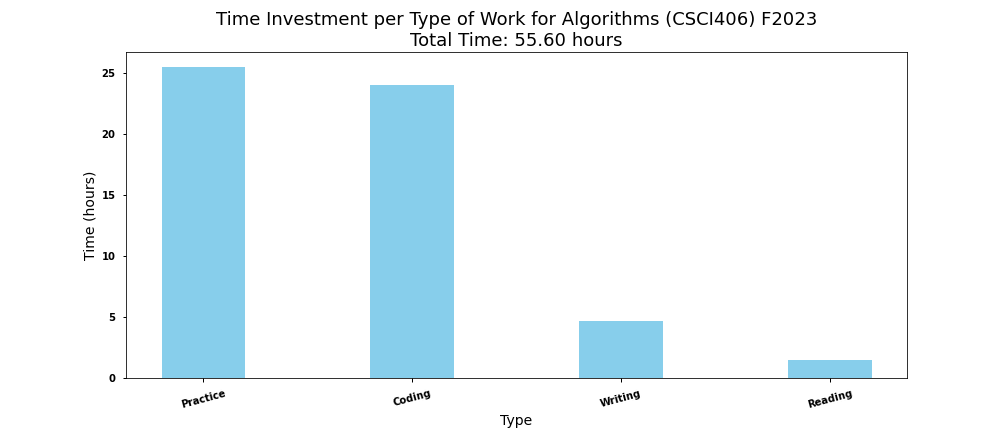 Time Investment per Type of Work for Algorithms (CSCI406) F2023
Total Time: 55.60 hours
Time (hours)
25
20
15
10
5
0
Practice
Coding
Writing
Reading
Type